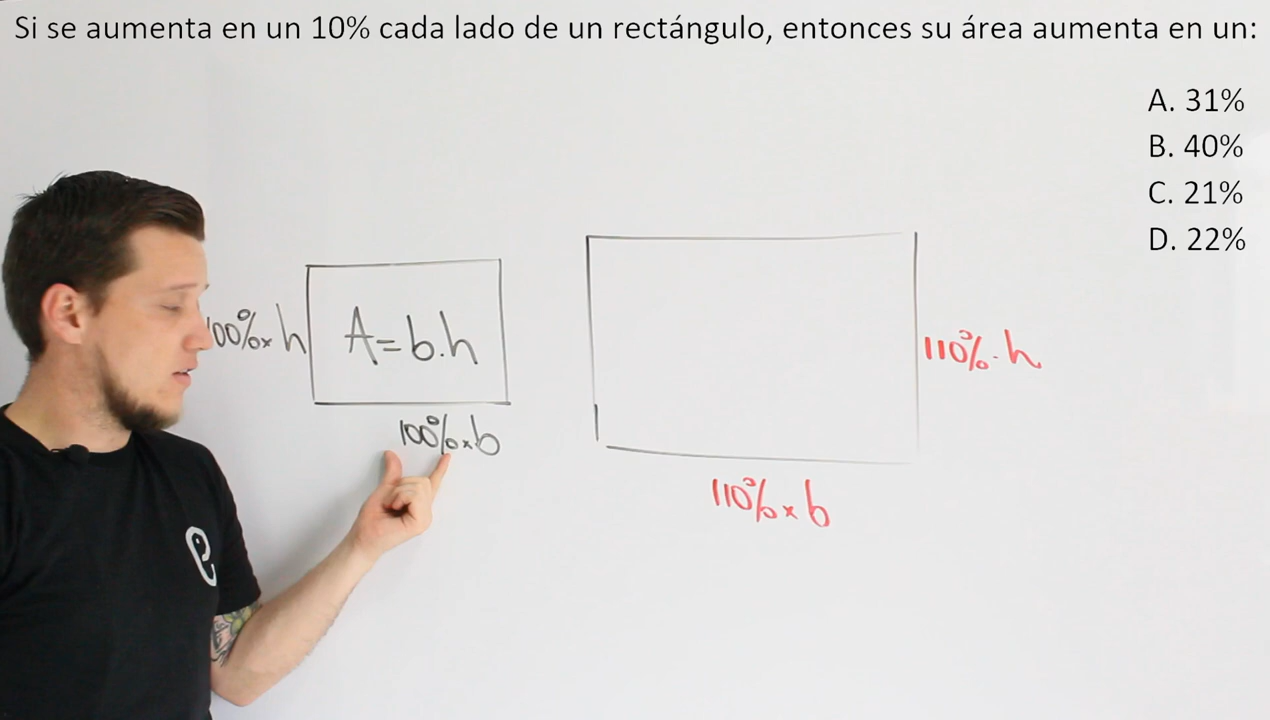 Si se aumenta en un 10% cada lado de un rectángulo, entonces su área aumenta en un:
A. 31%
B. 40%
C. 21%
D. 22%
100%x h
A=b.h
100%x b
110%. h
110%x b
e